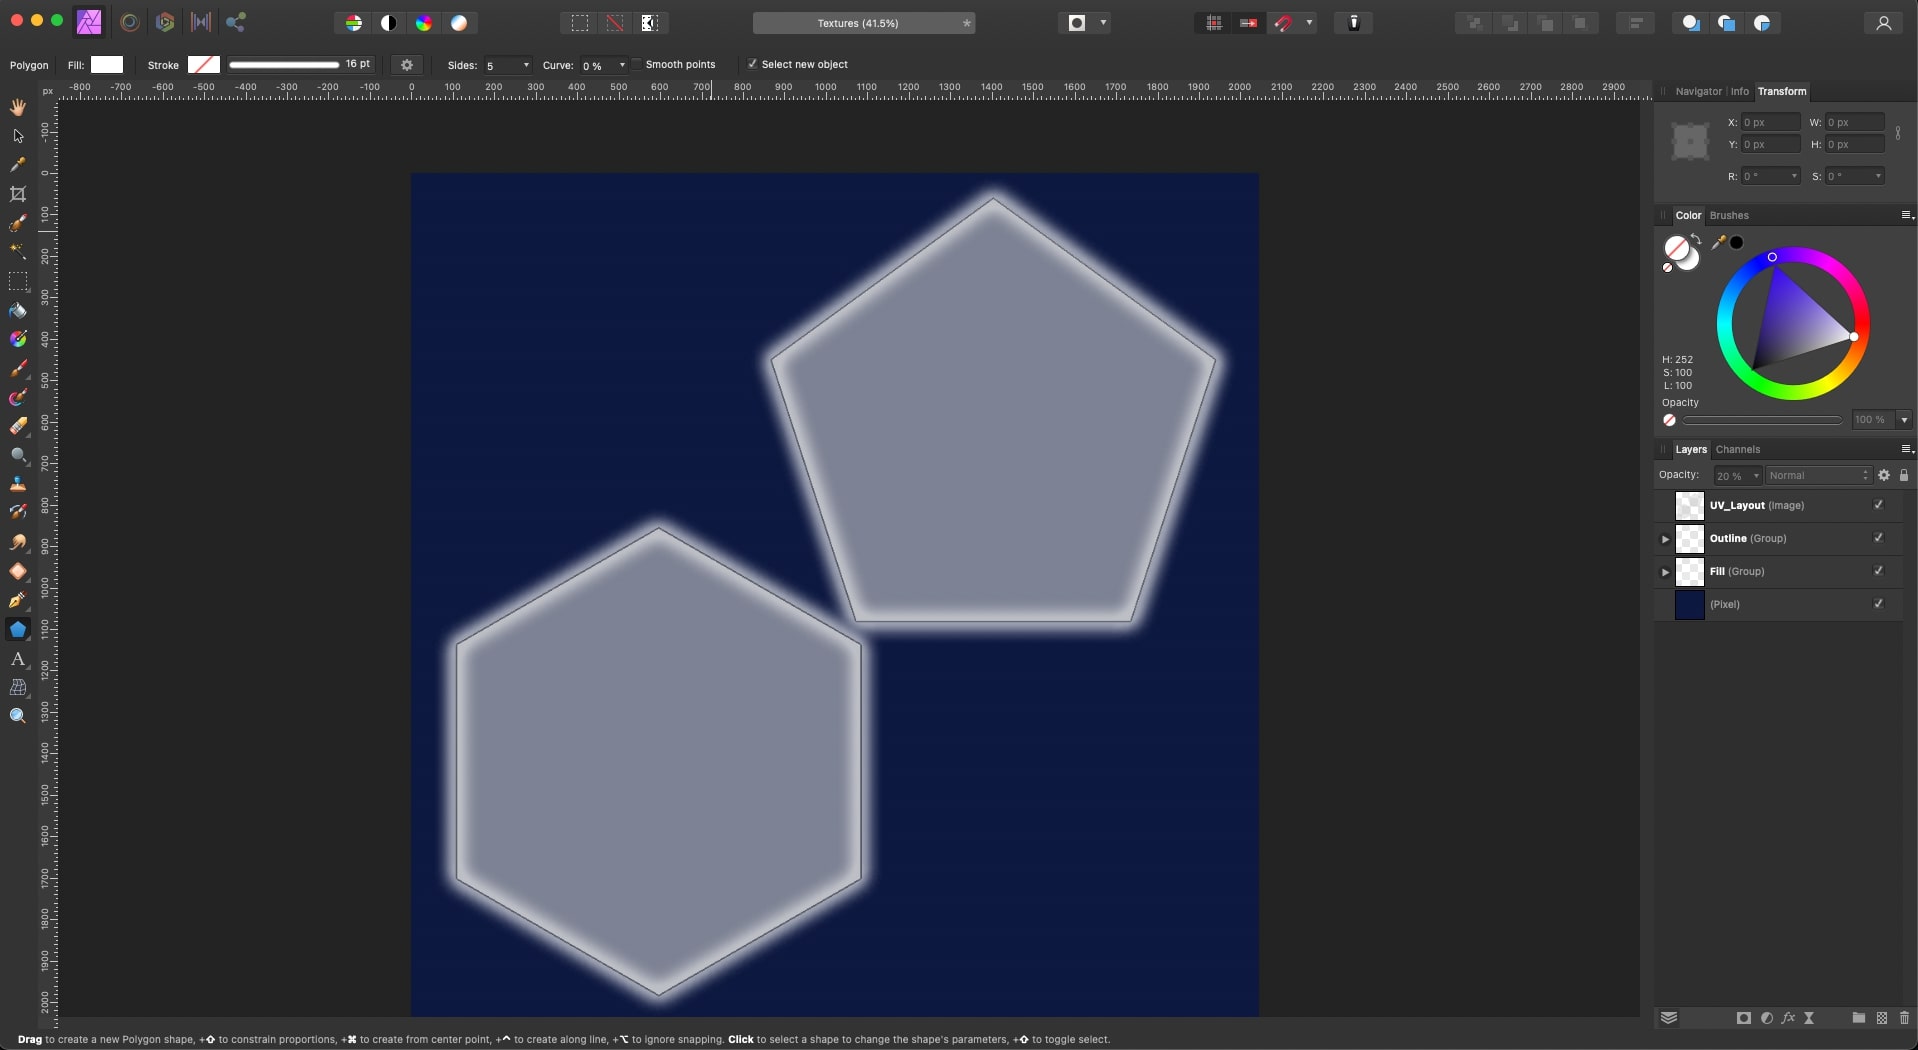 Textures (41.5%)
Polygon Fill: Stroke 16 pt Sides: 5 Curve: 0 % Smooth points Select new object
px -800 -700 -600 -500 -400 -300 -200 -100 0 100 200 300 400 500 600 700 800 900 1000 1100 1200 1300 1400 1500 1600 1700 1800 1900 2000 2100 2200 2300 2400 2500 2600 2700 2800 2900
-100
0
100
200
300
400
500
600
700
800
900
1000
1100
1200
1300
1400
1500
1600
1700
1800
1900
2000
Navigator Info Transform
X: 0 px W: 0 px
Y: 0 px H: 0 px
R: 0 ° S: 0 °
Color Brushes
H: 252
S: 100
L: 100
Opacity
100 %
Layers Channels
Opacity: 20 % Normal
UV_Layout (Image)
Outline (Group)
Fill (Group)
(Pixel)
fx
A
Drag to create a new Polygon shape, +⇧ to constrain proportions, +⌘ to create from center point, +⌃ to create along line, +⌥ to ignore snapping. Click to select a shape to change the shape's parameters, +⇧ to toggle select.